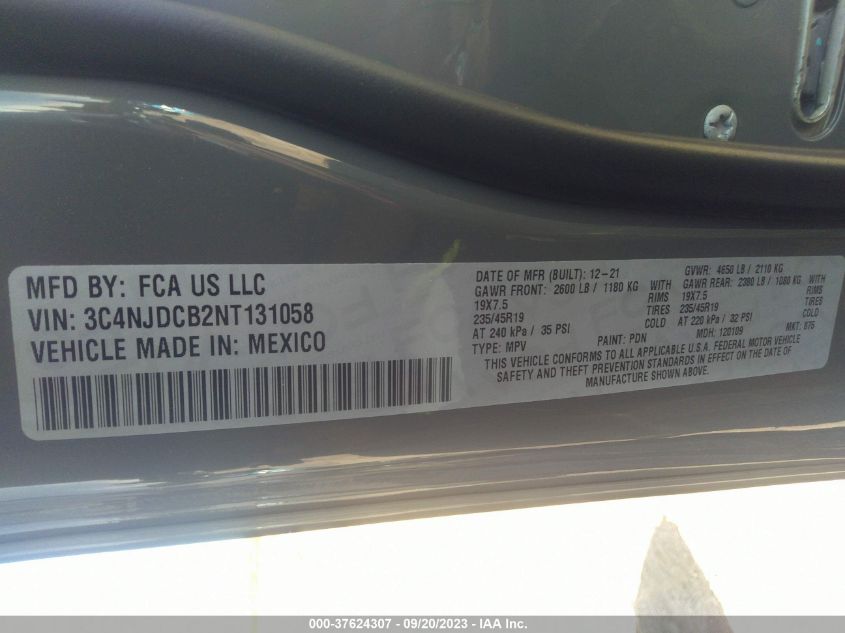 MFD BY: FCA US LLC
VIN: 3C4NJDCB2NT131058
VEHICLE MADE IN: MEXICO
DATE OF MFR (BUILT): 12-21 GVWR: 4650 LB / 2110 KG
GAWR FRONT: 2600 LB / 1180 KG WITH GAWR REAR: 2380 LB / 1080 KG WITH
19X7.5 RIMS 19X7.5 RIMS
235/45R19 TIRES 235/45R19 TIRES
AT 240 kPa / 35 PSI COLD AT 220 kPa / 32 PSI COLD
TYPE: MPV PAINT: PDN MDH: 120109 MKT: 875
THIS VEHICLE CONFORMS TO ALL APPLICABLE U.S.A. FEDERAL MOTOR VEHICLE
SAFETY AND THEFT PREVENTION STANDARDS IN EFFECT ON THE DATE OF
MANUFACTURE SHOWN ABOVE.
000-37624307 - 09/20/2023 - IAA Inc.